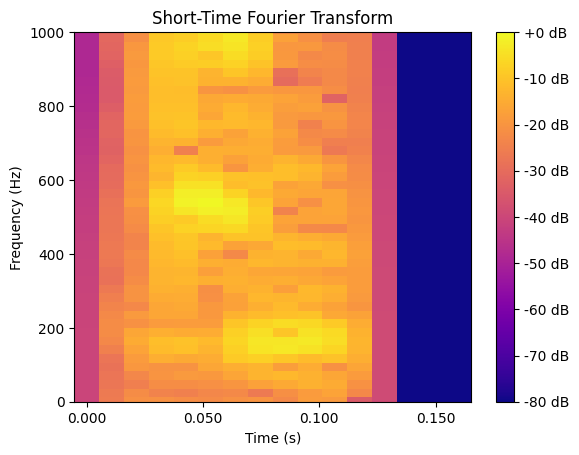 Short-Time Fourier Transform
1000
800
600
400
200
0
Frequency (Hz)
0.000
0.050
0.100
0.150
Time (s)
+0 dB
-10 dB
-20 dB
-30 dB
-40 dB
-50 dB
-60 dB
-70 dB
-80 dB